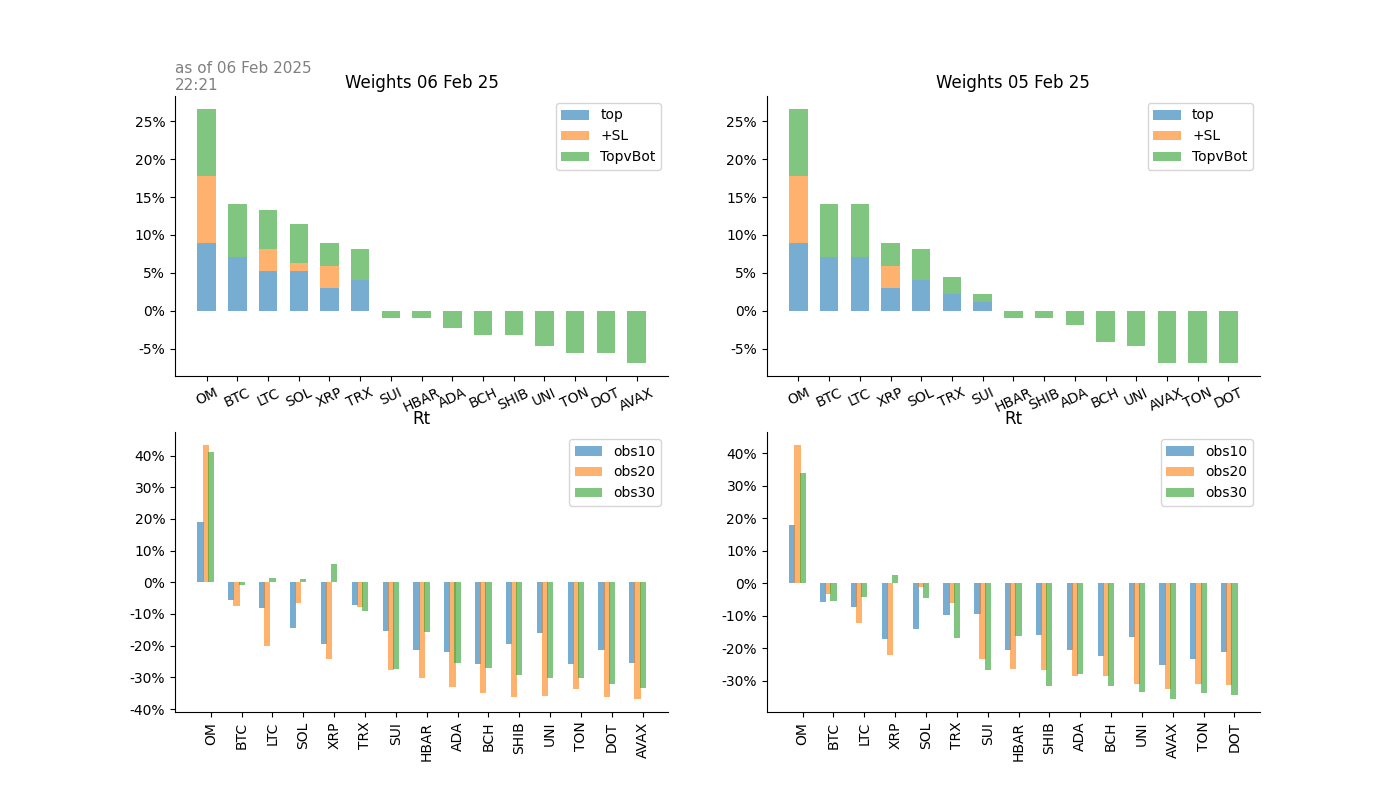 as of 06 Feb 2025
22:21
Weights 06 Feb 25
25%
20%
15%
10%
5%
0%
-5%
top
+SL
TopvBot
OM BTC LTC SOL XRP TRX SUI HBAR ADA BCH SHIB UNI TON DOT AVAX
Weights 05 Feb 25
25%
20%
15%
10%
5%
0%
-5%
top
+SL
TopvBot
OM BTC LTC XRP SOL TRX SUI HBAR SHIB ADA BCH UNI AVAX TON DOT
Rt
40%
30%
20%
10%
0%
-10%
-20%
-30%
-40%
obs10
obs20
obs30
OM BTC LTC SOL XRP TRX SUI HBAR ADA BCH SHIB UNI TON DOT AVAX
Rt
40%
30%
20%
10%
0%
-10%
-20%
-30%
obs10
obs20
obs30
OM BTC LTC XRP SOL TRX SUI HBAR SHIB ADA BCH UNI AVAX TON DOT